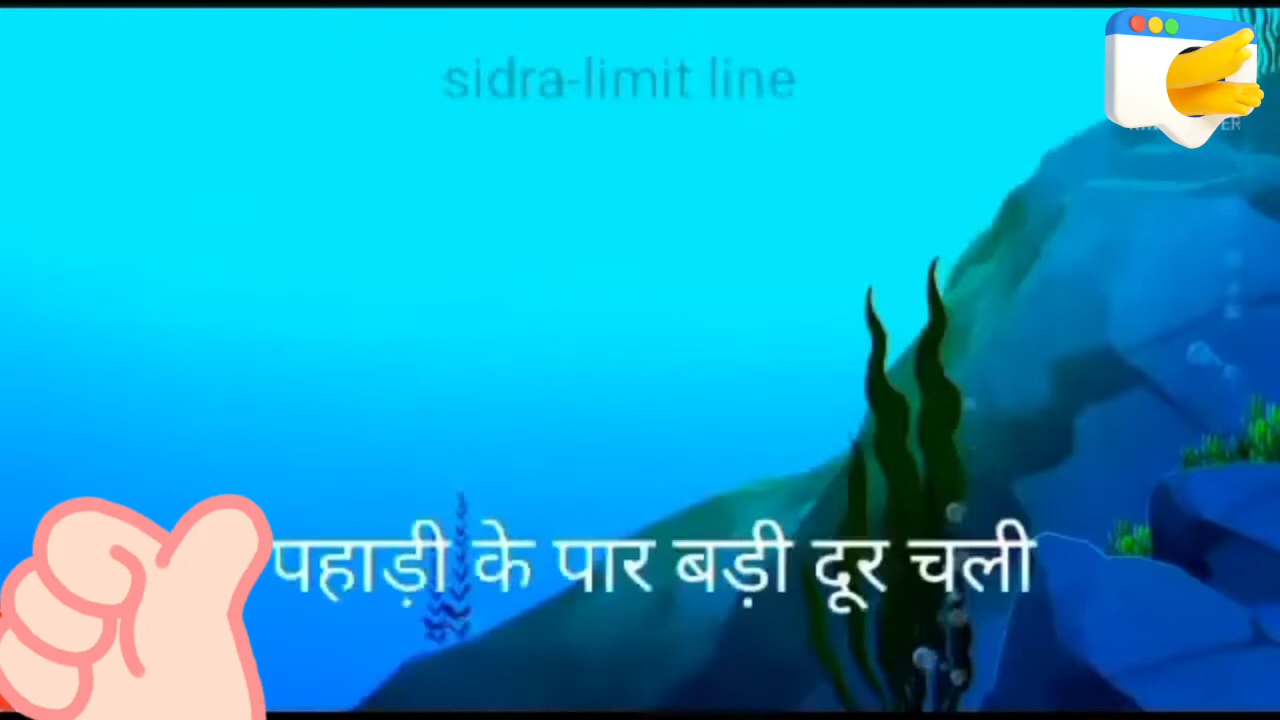 sidra-limit line
पहाड़ी के पार बड़ी दूर चली